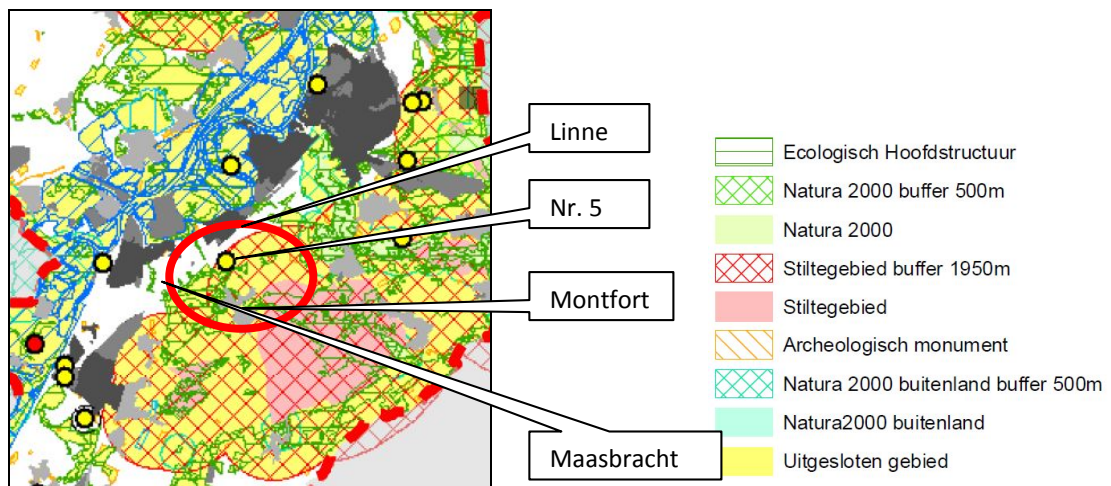 Linne
Nr. 5
Montfort
Maasbracht
Ecologisch Hoofdstructuur
Natura 2000 buffer 500m
Natura 2000
Stiltegebied buffer 1950m
Stiltegebied
Archeologisch monument
Natura 2000 buitenland buffer 500m
Natura2000 buitenland
Uitgesloten gebied